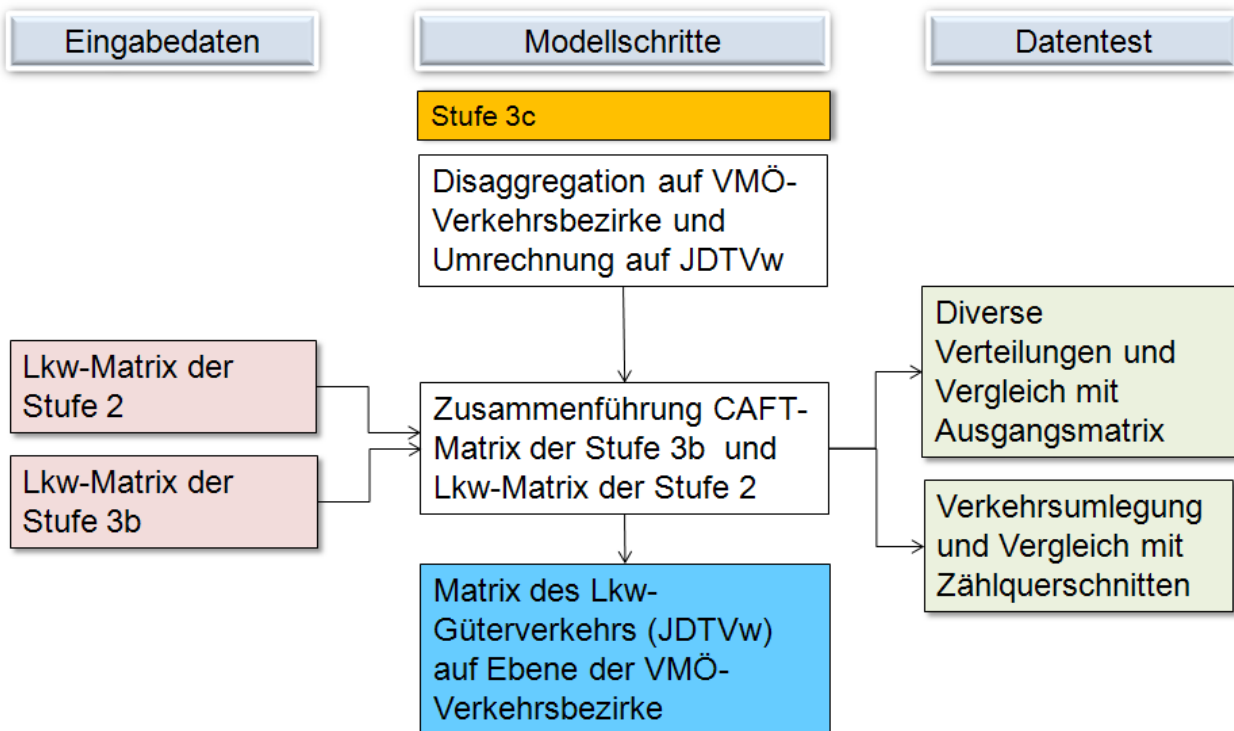 Eingabedaten
Modellschritte
Datentest
Stufe 3c
Disaggregation auf VMÖ-
Verkehrsbezirke und
Umrechnung auf JDTVw
Lkw-Matrix der
Stufe 2
Lkw-Matrix der
Stufe 3b
Zusammenführung CAFT-
Matrix der Stufe 3b und
Lkw-Matrix der Stufe 2
Diverse
Verteilungen und
Vergleich mit
Ausgangsmatrix
Verkehrsumlegung
und Vergleich mit
Zählquerschnitten
Matrix des Lkw-
Güterverkehrs (JDTVw)
auf Ebene der VMÖ-
Verkehrsbezirke